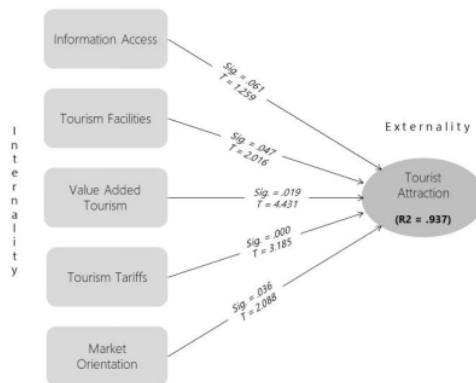 Information Access
Sig. = .061
T = 1.259
Internality
Tourism Facilities
Sig. = .047
T = 2.016
Externality
Value Added
Tourism
Sig. = .019
T = 4.431
Tourist
Attraction
(R2 = .937)
Tourism Tariffs
Sig. = .000
T = 3.185
Market
Orientation
Sig. = .036
T = 2.088